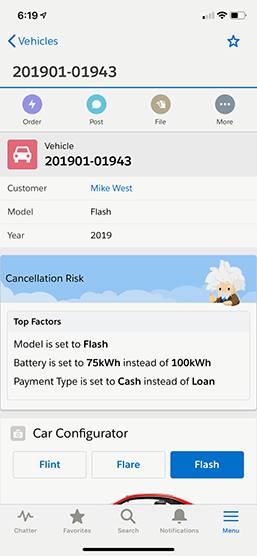 6:19
Vehicles
201901-01943
Order
Post
File
More
Vehicle
201901-01943
Customer Mike West
Model Flash
Year 2019
Cancellation Risk
Top Factors
Model is set to Flash
Battery is set to 75kWh instead of 100kWh
Payment Type is set to Cash instead of Loan
Car Configurator
Flint Flare Flash
Chatter Favorites Search Notifications Menu